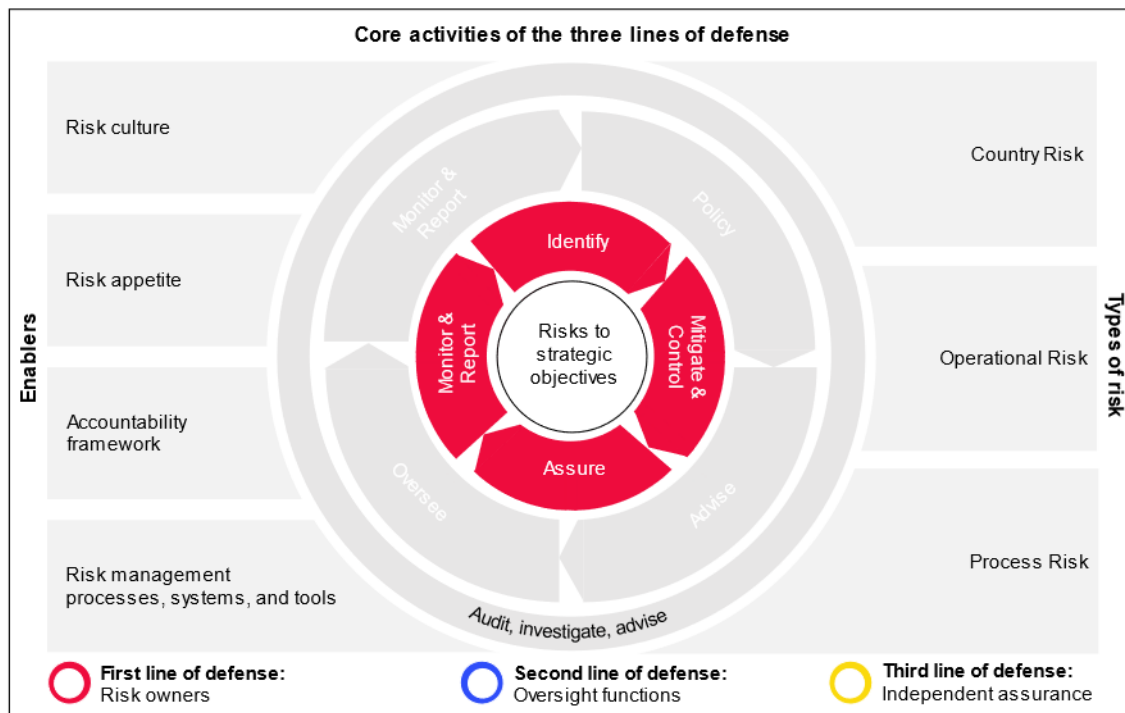 Core activities of the three lines of defense
Enablers
Risk culture
Risk appetite
Accountability
framework
Risk management
processes, systems, and tools
Monitor &
Report
Policy
Advise
Oversee
Identify
Mitigate &
Control
Assure
Monitor &
Report
Risks to
strategic
objectives
Audit, investigate, advise
Country Risk
Operational Risk
Process Risk
Types of risk
First line of defense:
Risk owners
Second line of defense:
Oversight functions
Third line of defense:
Independent assurance